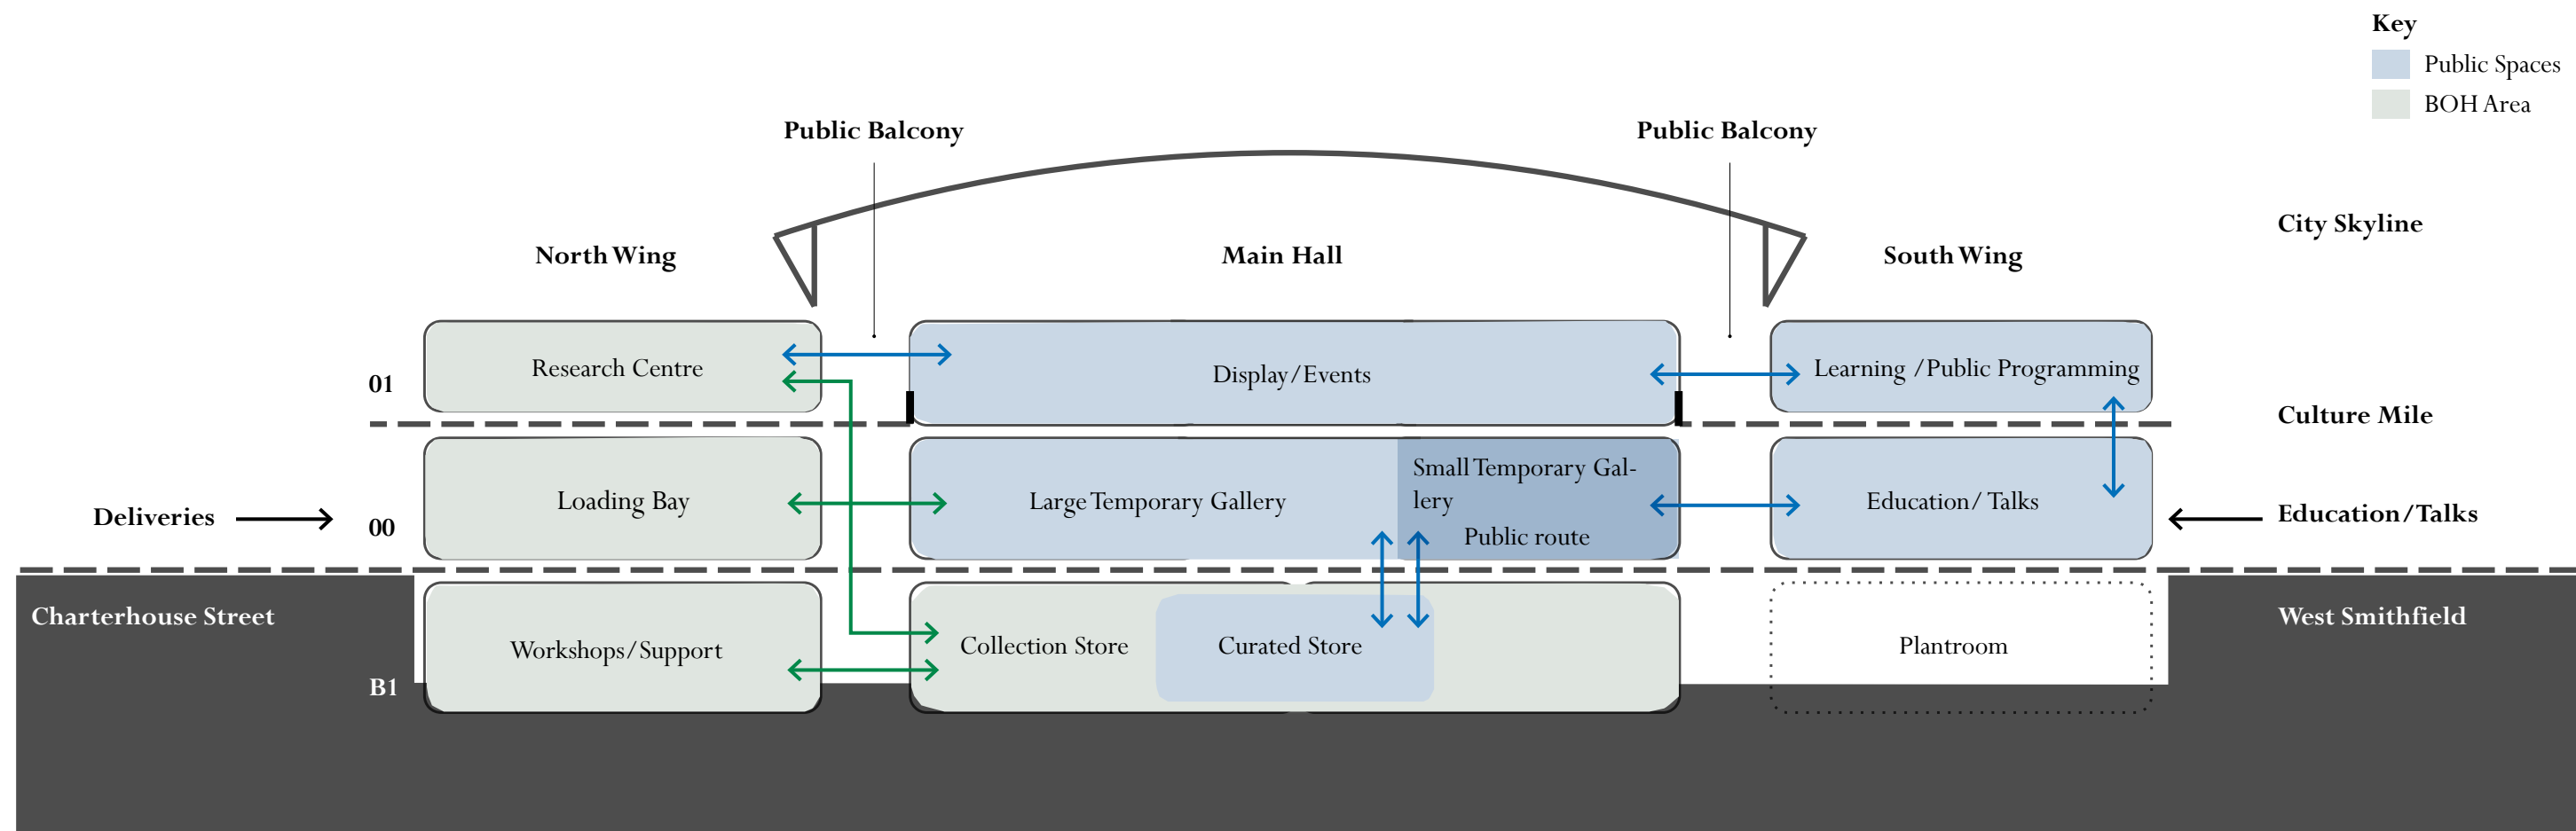 Key
Public Spaces
BOH Area
Public Balcony
Public Balcony
City Skyline
North Wing
Main Hall
South Wing
Research Centre
Display/Events
Learning /Public Programming
01
Culture Mile
Small Temporary Gal-
lery
Loading Bay
Large Temporary Gallery
Education/ Talks
Deliveries
00
Public route
Education/Talks
Charterhouse Street
West Smithfield
Workshops/Support
Collection Store
Curated Store
Plantroom
B1